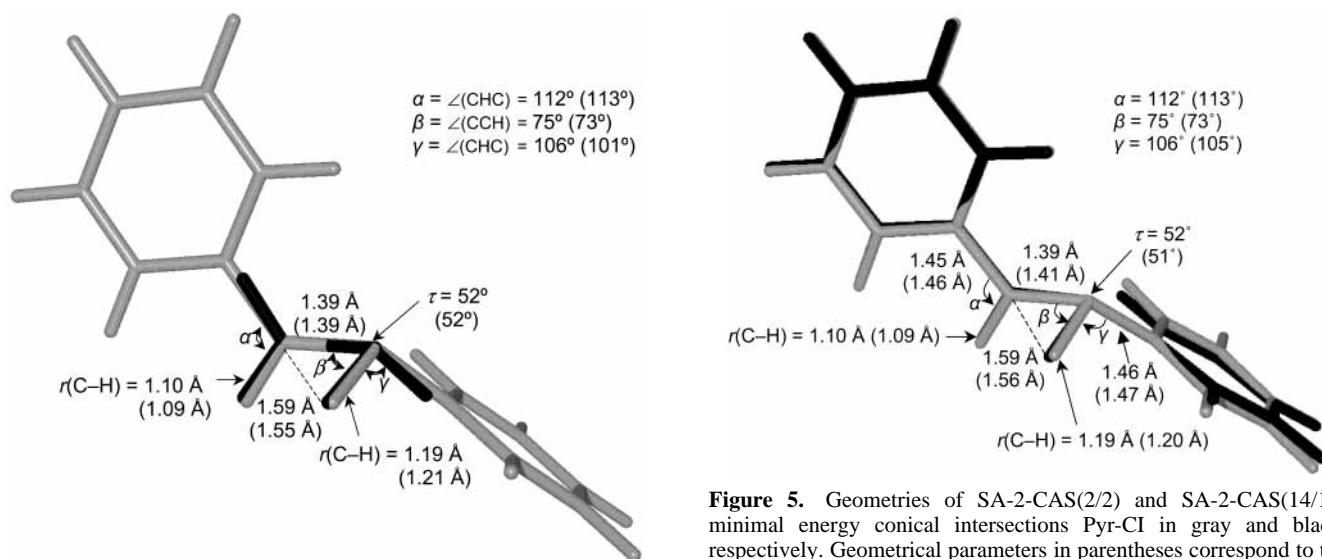 α = ∠(CHC) = 112º (113º)
β = ∠(CCH) = 75º (73º)
γ = ∠(CHC) = 106º (101º)
1.39 Å
(1.39 Å)
τ = 52º
(52º)
α
β
γ
r(C–H) = 1.10 Å
(1.09 Å)
1.59 Å
(1.55 Å)
r(C–H) = 1.19 Å
(1.21 Å)
α = 112˚ (113˚)
β = 75˚ (73˚)
γ = 106˚ (105˚)
1.45 Å
(1.46 Å)
1.39 Å
(1.41 Å)
τ = 52˚
(51˚)
α
β
γ
r(C–H) = 1.10 Å (1.09 Å)
1.59 Å
(1.56 Å)
1.46 Å
(1.47 Å)
r(C–H) = 1.19 Å (1.20 Å)
Figure 5. Geometries of SA-2-CAS(2/2) and SA-2-CAS(14/1
minimal energy conical intersections Pyr-CI in gray and blac
respectively. Geometrical parameters in parentheses correspond to